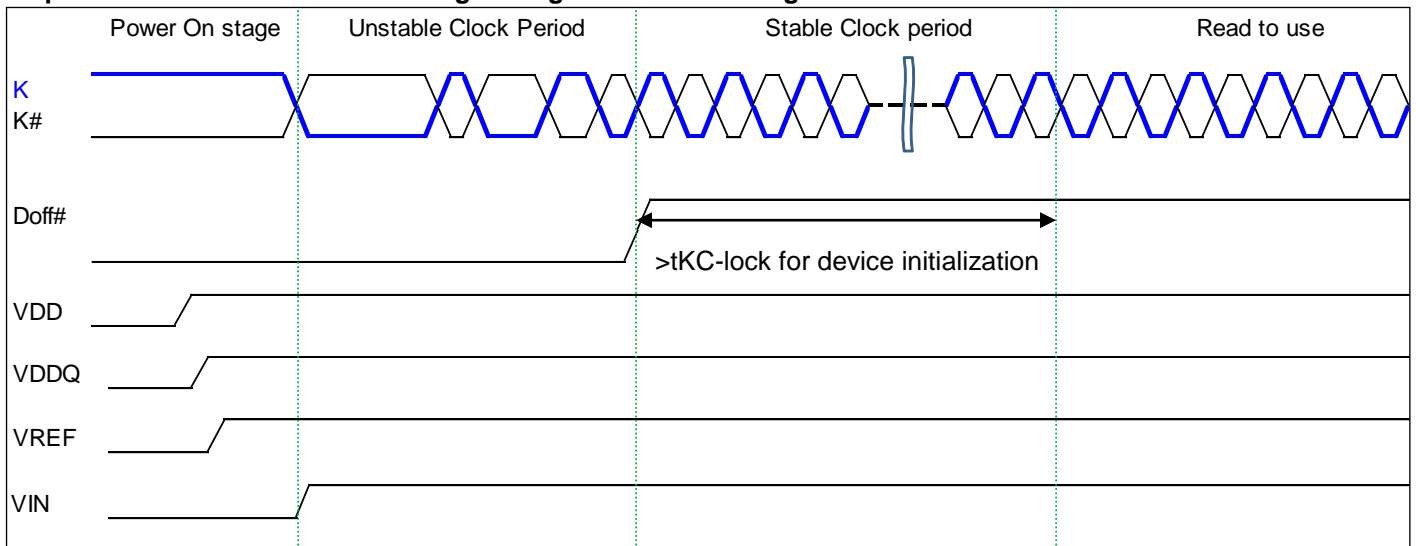 Power On stage Unstable Clock Period Stable Clock period Read to use
K
K#
Doff#
>tKC-lock for device initialization
VDD
VDDQ
VREF
VIN